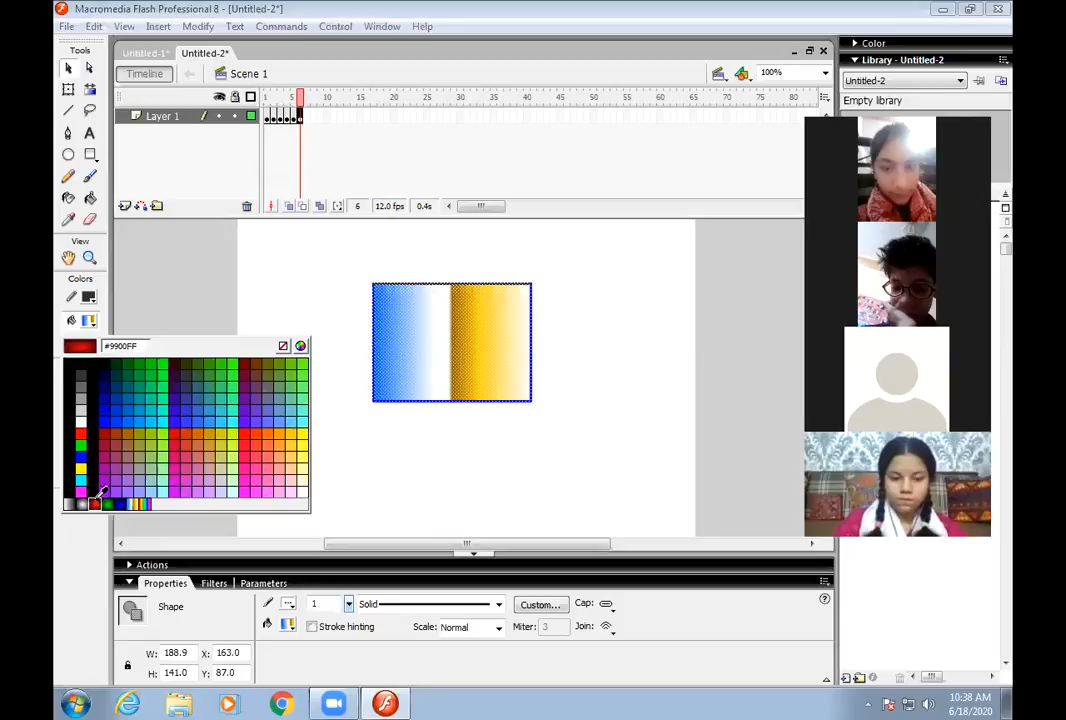 Macromedia Flash Professional 8 - [Untitled-2*]
File Edit View Insert Modify Text Commands Control Window Help
Tools
Untitled-1* Untitled-2*
Color
Library - Untitled-2
Timeline Scene 1 100%
Untitled-2
1 5 10 15 20 25 30 35 40 45 50 55 60 65 70 75 80
Empty library
Layer 1
6 12.0 fps 0.4s
View
Colors
#9900FF
Actions
Properties Filters Parameters
Shape
1 Solid Custom... Cap:
Stroke hinting Scale: Normal Miter: 3 Join:
W: 188.9 X: 163.0
H: 141.0 Y: 87.0
10:38 AM
6/18/2020